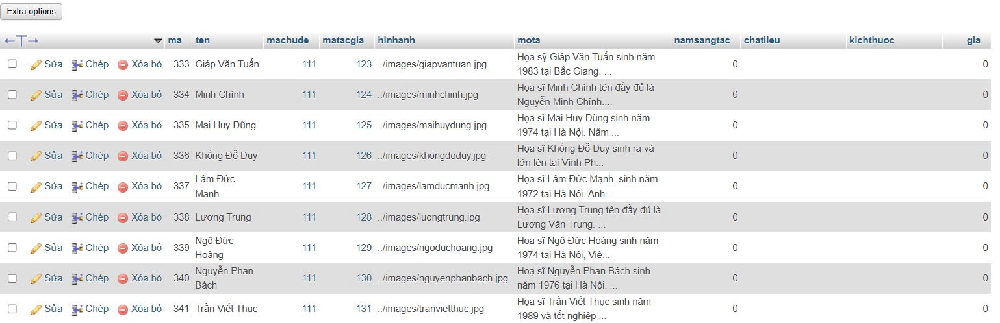 Extra options
ma ten machude matacgia hinhanh mota namsangtac chatlieu kichthuoc gia
Sửa Chép Xóa bỏ 333 Giáp Văn Tuấn 111 123 ../images/giapvantuan.jpg Họa sỹ Giáp Văn Tuấn sinh năm 0 0
1983 tại Bắc Giang. ...
Sửa Chép Xóa bỏ 334 Minh Chính 111 124 ../images/minhchinh.jpg Họa sĩ Minh Chính tên đầy đủ là 0 0
Nguyễn Minh Chính....
Sửa Chép Xóa bỏ 335 Mai Huy Dũng 111 125 ../images/maihuydung.jpg Họa sĩ Mai Huy Dũng sinh năm 0 0
1974 tại Hà Nội. Năm ...
Sửa Chép Xóa bỏ 336 Khổng Đỗ Duy 111 126 ../images/khongdoduy.jpg Họa sĩ Khổng Đỗ Duy sinh ra và 0 0
lớn lên tại Vĩnh Ph...
Sửa Chép Xóa bỏ 337 Lâm Đức 111 127 ../images/lamducmanh.jpg Họa sĩ Lâm Đức Mạnh, sinh năm 0 0
Mạnh 1972 tại Hà Nội. Anh...
Sửa Chép Xóa bỏ 338 Lương Trung 111 128 ../images/luongtrung.jpg Họa sĩ Lương Trung tên đầy đủ là 0 0
Lương Văn Trung. ...
Sửa Chép Xóa bỏ 339 Ngô Đức 111 129 ../images/ngoduchoang.jpg Hoạ sĩ Ngô Đức Hoàng sinh năm 0 0
Hoàng 1974 tại Hà Nội, Việ...
Sửa Chép Xóa bỏ 340 Nguyễn Phan 111 130 ../images/nguyenphanbach.jpg Hoạ sĩ Nguyễn Phan Bách sinh 0 0
Bách năm 1976 tại Hà Nội. ...
Sửa Chép Xóa bỏ 341 Trần Viết Thục 111 131 ../images/tranvietthuc.jpg Họa sĩ Trần Viết Thục sinh năm 0 0
1989 và tốt nghiệp ...